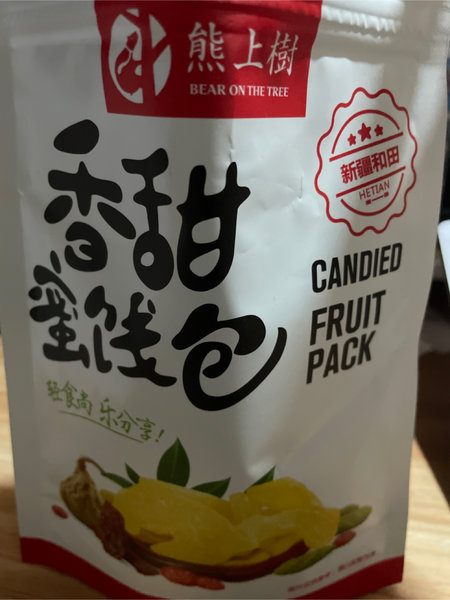 熊上樹
BEAR ON THE TREE
香甜
蜜饯包
新疆和田
HETIAN
CANDIED
FRUIT
PACK
轻食尚 乐分享!